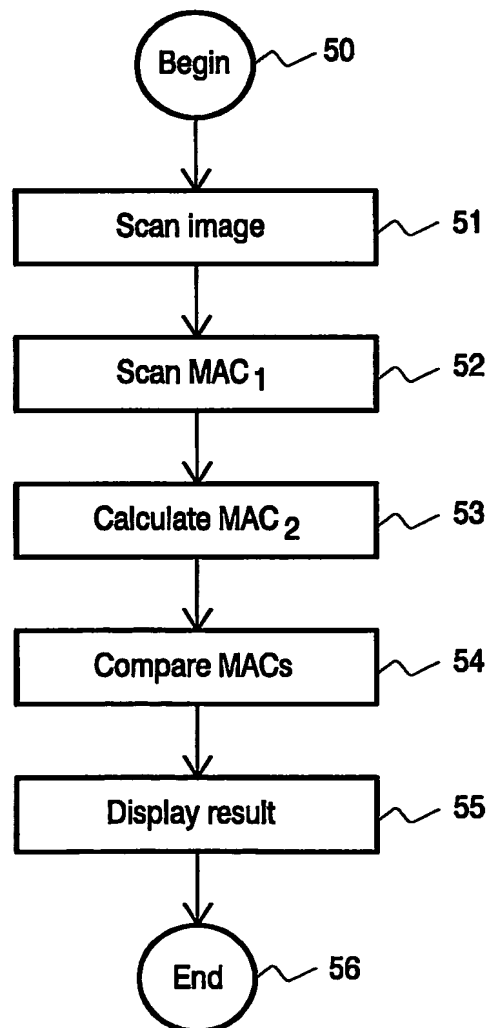 Begin 50
Scan image 51
Scan MAC1 52
Calculate MAC2 53
Compare MACs 54
Display result 55
End 56